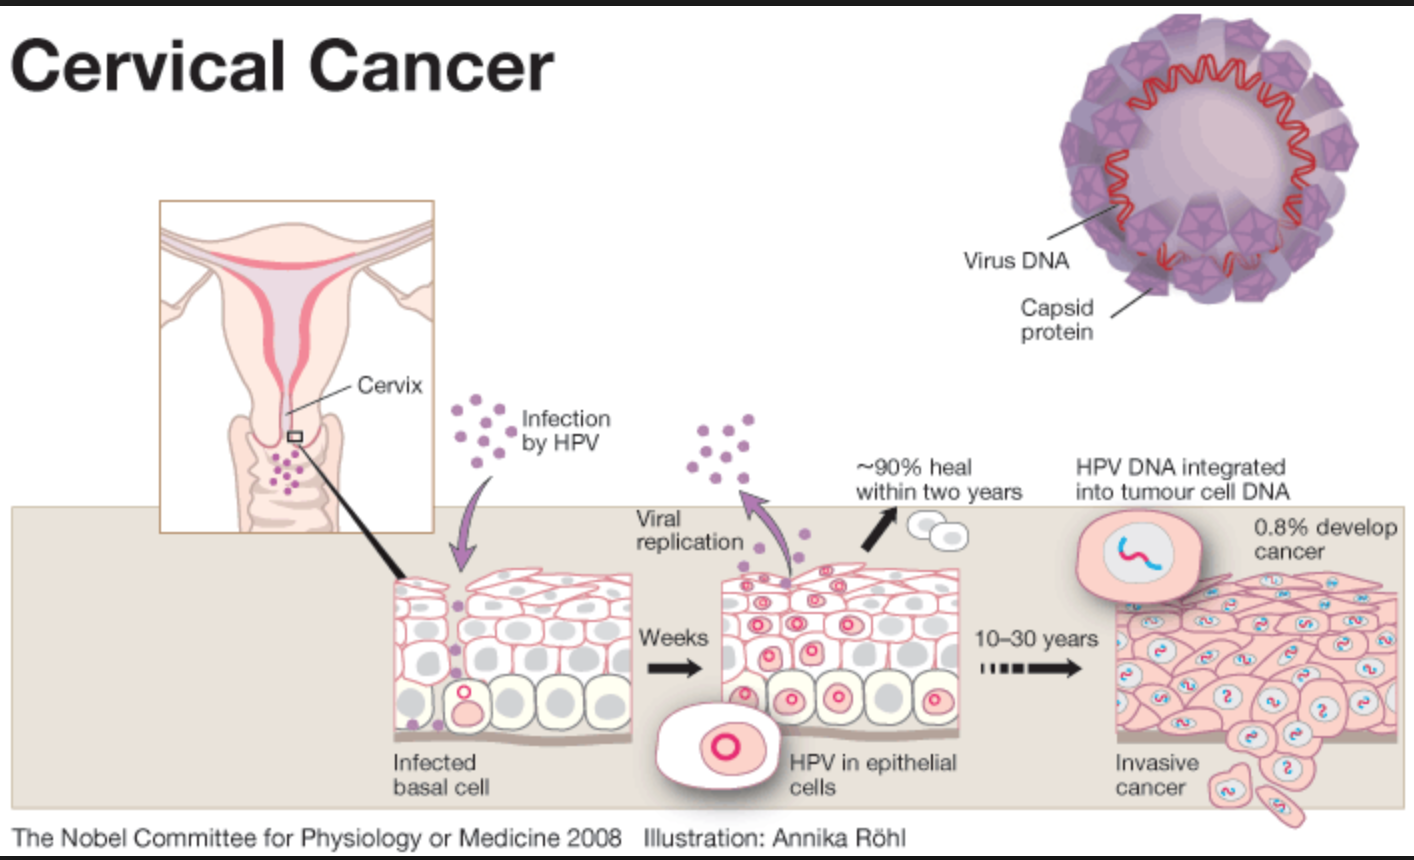 Cervical Cancer
Virus DNA
Capsid
protein
Cervix
Infection
by HPV
Viral
replication
~90% heal
within two years
HPV DNA integrated
into tumour cell DNA
0.8% develop
cancer
Weeks
10–30 years
Infected
basal cell
HPV in epithelial
cells
Invasive
cancer
The Nobel Committee for Physiology or Medicine 2008 Illustration: Annika Röhl